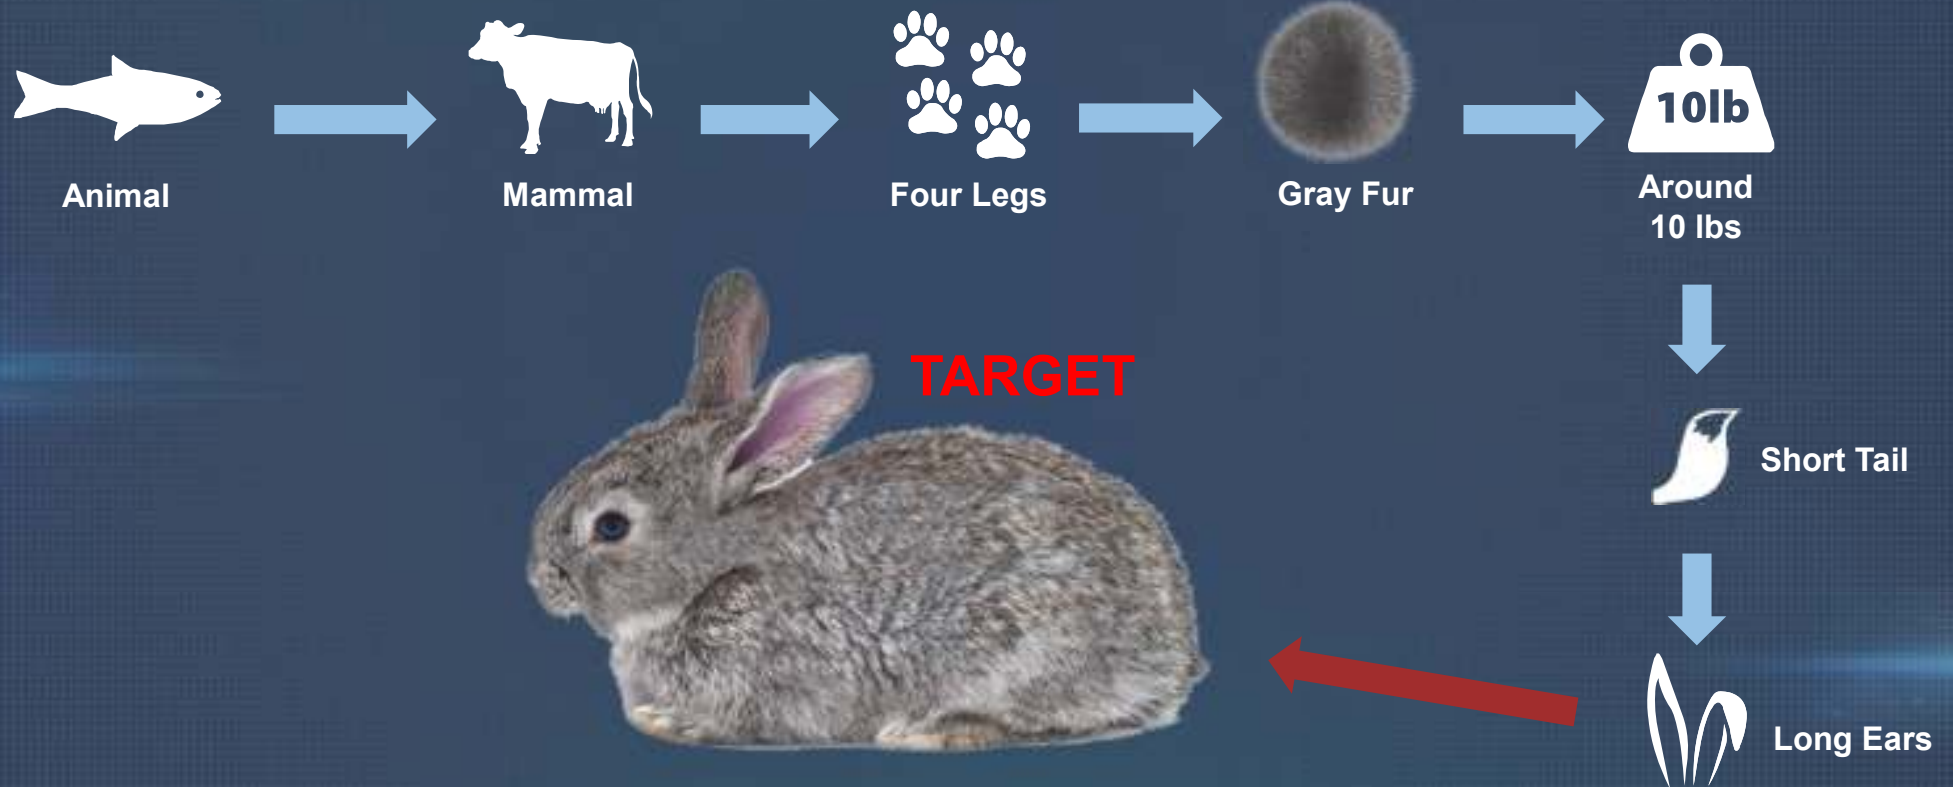 Animal
Mammal
Four Legs
Gray Fur
10lb
Around
10 lbs
TARGET
Short Tail
Long Ears